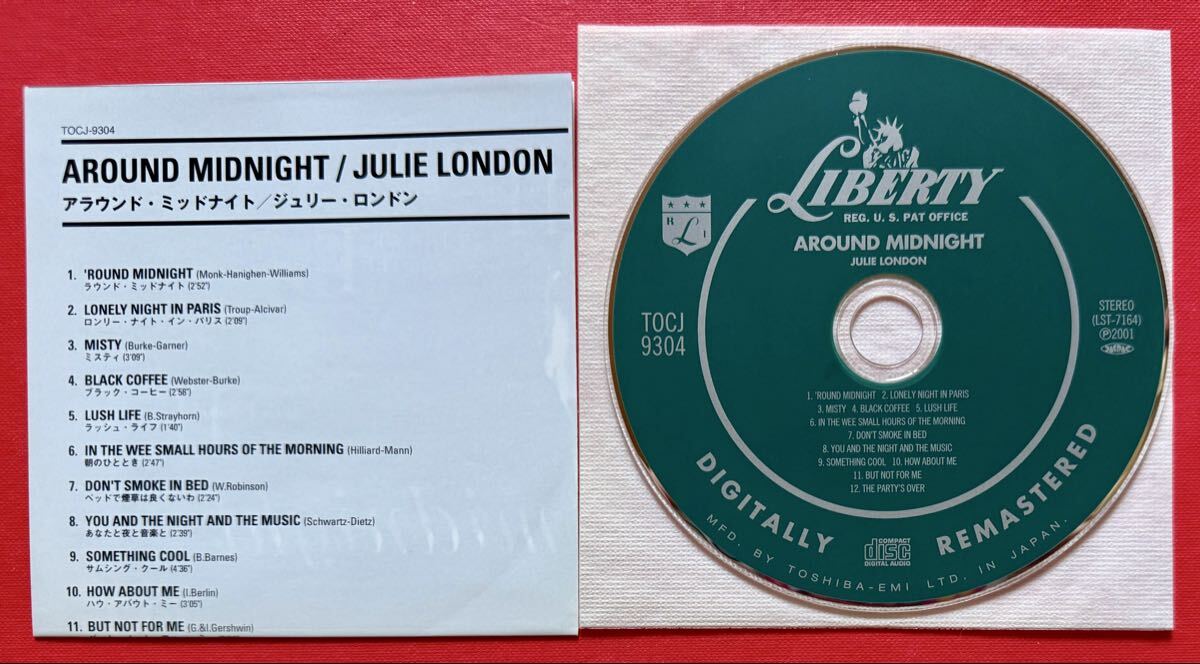 TOCJ-9304
AROUND MIDNIGHT / JULIE LONDON
アラウンド・ミッドナイト／ジュリー・ロンドン
1. 'ROUND MIDNIGHT (Monk-Hanighen-Williams)
ラウンド・ミッドナイト (2'52")
2. LONELY NIGHT IN PARIS (Troup-Alcivar)
ロンリー・ナイト・イン・パリス (2'09")
3. MISTY (Burke-Garner)
ミスティ (3'09")
4. BLACK COFFEE (Webster-Burke)
ブラック・コーヒー (2'58")
5. LUSH LIFE (B.Strayhorn)
ラッシュ・ライフ (1'40")
6. IN THE WEE SMALL HOURS OF THE MORNING (Hilliard-Mann)
朝のひととき (2'47")
7. DON'T SMOKE IN BED (W.Robinson)
ベッドで煙草は良くないわ (2'24")
8. YOU AND THE NIGHT AND THE MUSIC (Schwartz-Dietz)
あなたと夜と音楽と (2'39")
9. SOMETHING COOL (B.Barnes)
サムシング・クール (4'36")
10. HOW ABOUT ME (I.Berlin)
ハウ・アバウト・ミー (3'05")
11. BUT NOT FOR ME (G.&I.Gershwin)
LIBERTY
REG. U. S. PAT OFFICE
R L I
AROUND MIDNIGHT
JULIE LONDON
TOCJ
9304
STEREO
(LST-7164)
Ⓟ2001
1. 'ROUND MIDNIGHT 2. LONELY NIGHT IN PARIS
3. MISTY 4. BLACK COFFEE 5. LUSH LIFE
6. IN THE WEE SMALL HOURS OF THE MORNING
7. DON'T SMOKE IN BED
8. YOU AND THE NIGHT AND THE MUSIC
9. SOMETHING COOL 10. HOW ABOUT ME
11. BUT NOT FOR ME
12. THE PARTY'S OVER
DIGITALLY REMASTERED
COMPACT
disc
DIGITAL AUDIO
MFD. BY TOSHIBA-EMI LTD. IN JAPAN.